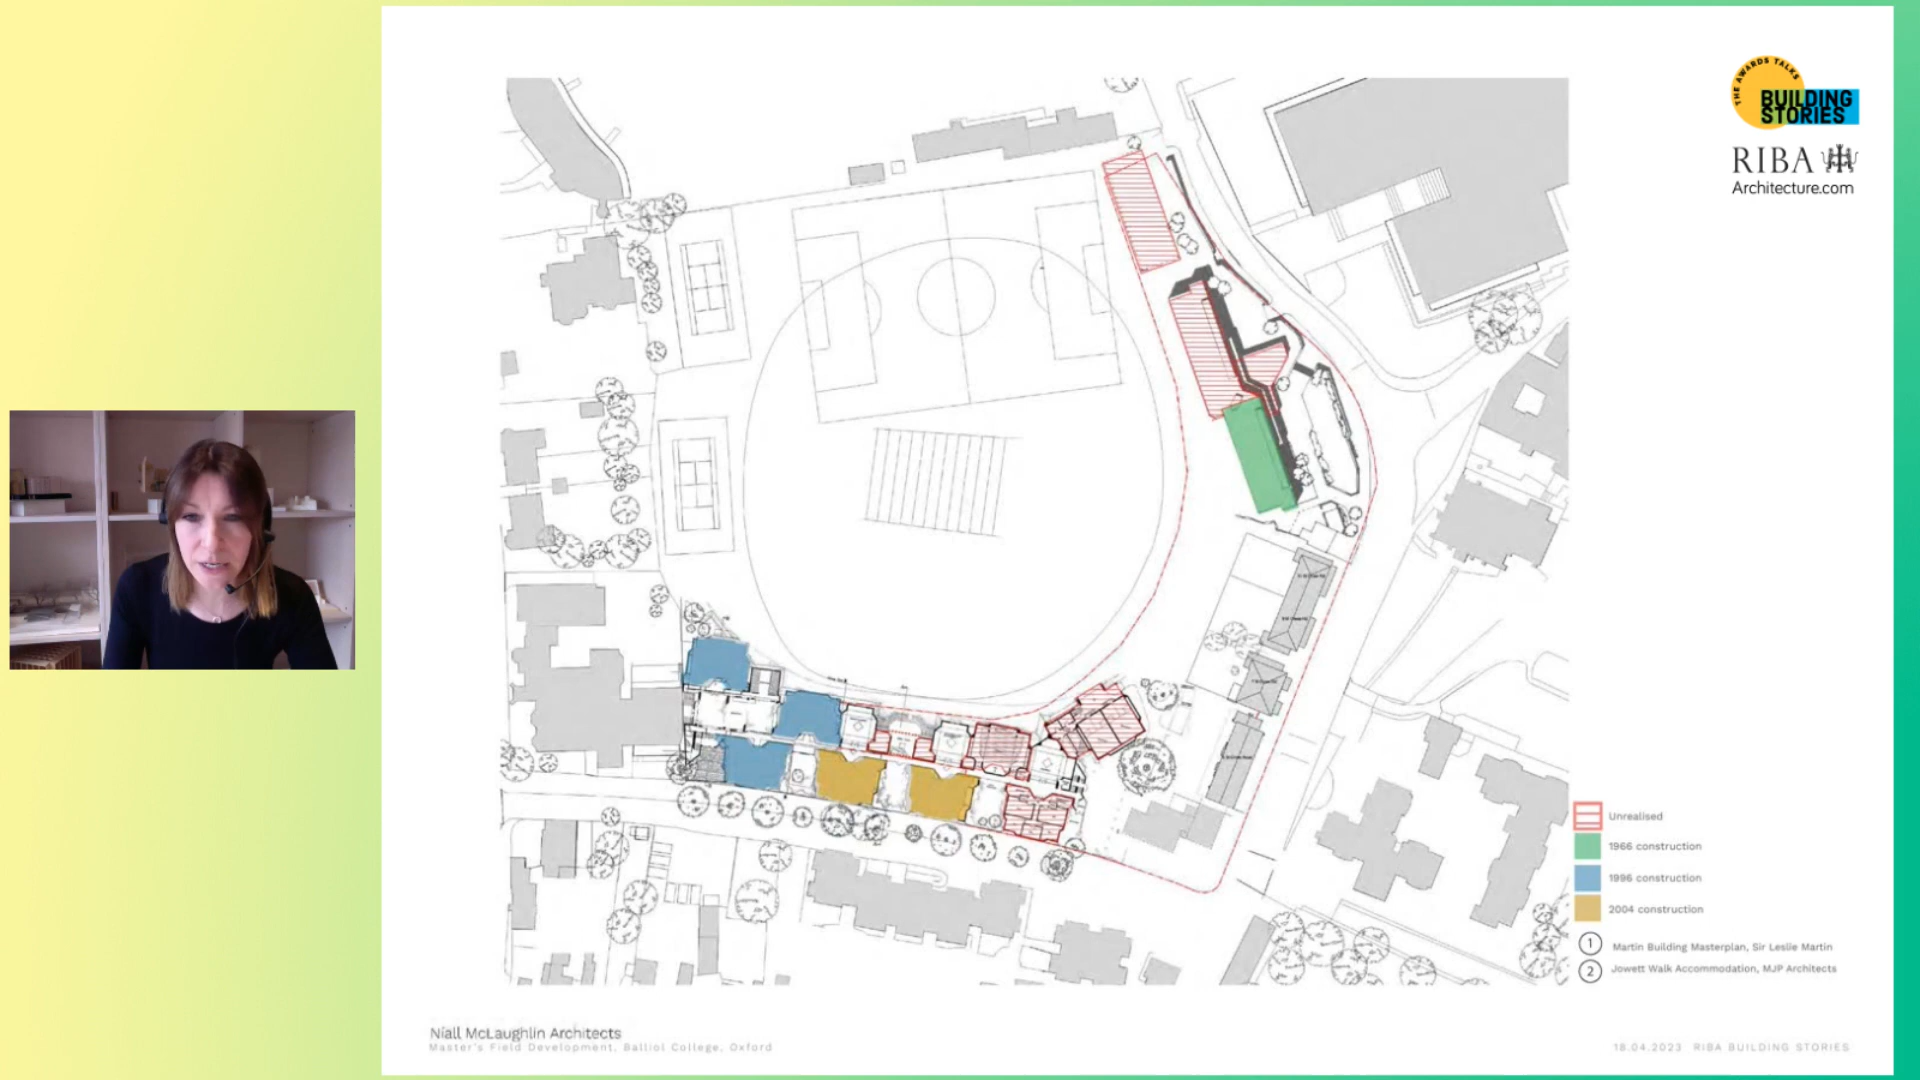 THE AWARDS TALKS
BUILDING
STORIES
RIBA
Architecture.com
Unrealised
1966 construction
1996 construction
2004 construction
1 Martin Building Masterplan, Sir Leslie Martin
2 Jowett Walk Accommodation, MJP Architects
Níall McLaughlin Architects
Master's Field Development, Balliol College, Oxford
18.04.2023 RIBA BUILDING STORIES